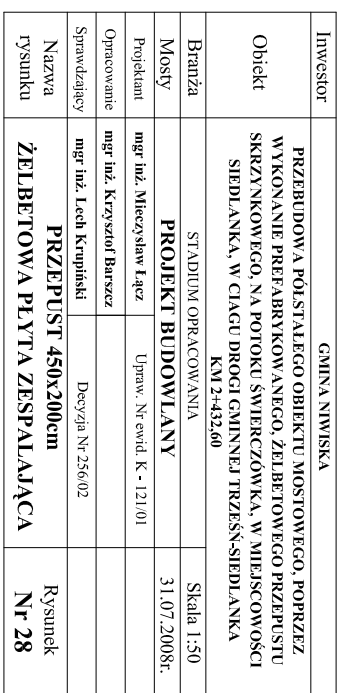 Inwestor
GMINA NIWISKA
Obiekt
PRZEBUDOWA PÓŁSTAŁEGO OBIEKTU MOSTOWEGO, POPRZEZ
WYKONANIE PREFABRYKOWANEGO, ŻELBETOWEGO PRZEPUSTU
SKRZYNKOWEGO, NA POTOKU ŚWIERCZÓWKA, W MIEJSCOWOŚCI
SIEDLANKA, W CIAGU DROGI GMINNEJ TRZEŚŃ-SIEDLANKA
KM 2+432,60
Branża
STADIUM OPRACOWANIA
Skala 1:50
Mosty
PROJEKT BUDOWLANY
31.07.2008r.
Projektant
mgr inż. Mieczysław Łącz
Upraw. Nr ewid. K - 121/01
Opracowanie
mgr inż. Krzysztof Barszcz
Sprawdzający
mgr inż. Lech Krupiński
Decyzja Nr 256/02
Nazwa
rysunku
PRZEPUST 450x200cm
ŻELBETOWA PŁYTA ZESPALAJĄCA
Rysunek
Nr 28